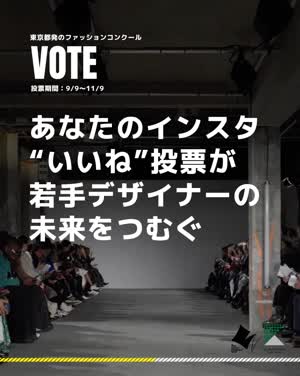 東京都発のファッションコンクール
VOTE
投票期間：9/9〜11/9
あなたのインスタ
“いいね”投票が
若手デザイナーの
未来をつむぐ